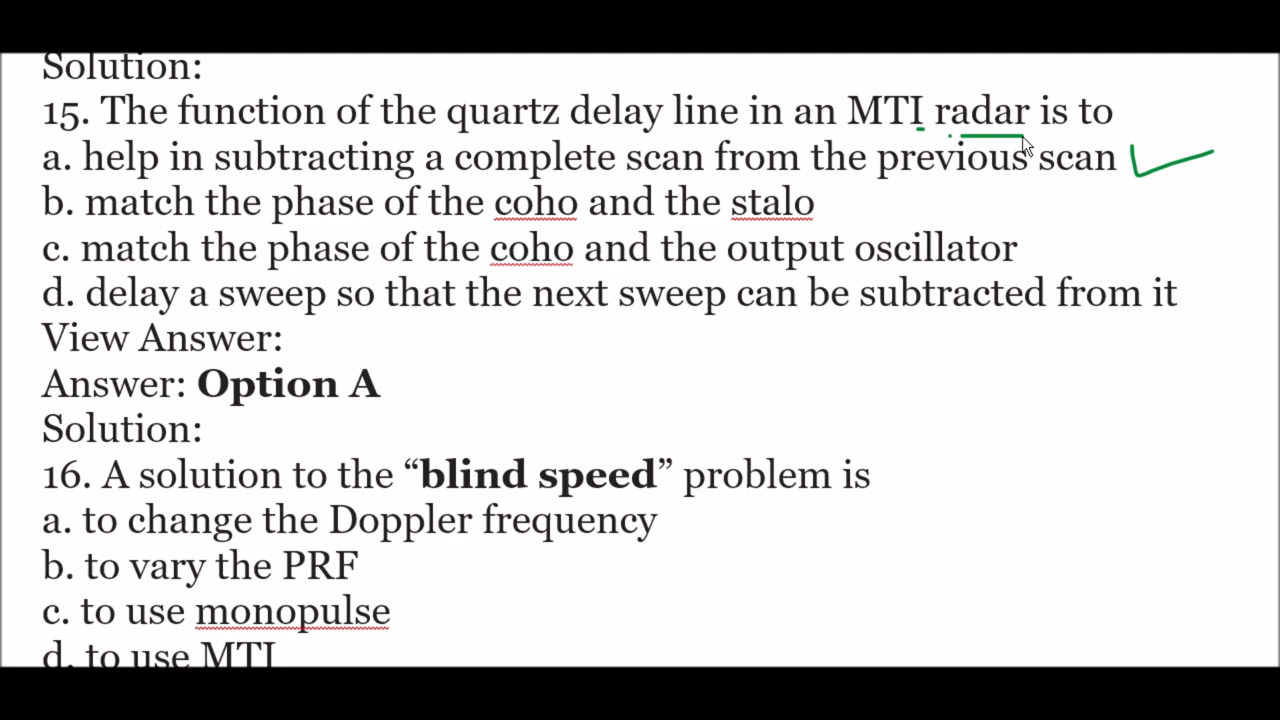 Solution:
15. The function of the quartz delay line in an MTI radar is to
a. help in subtracting a complete scan from the previous scan
b. match the phase of the coho and the stalo
c. match the phase of the coho and the output oscillator
d. delay a sweep so that the next sweep can be subtracted from it
View Answer:
Answer: Option A
Solution:
16. A solution to the “blind speed” problem is
a. to change the Doppler frequency
b. to vary the PRF
c. to use monopulse
d. to use MTI